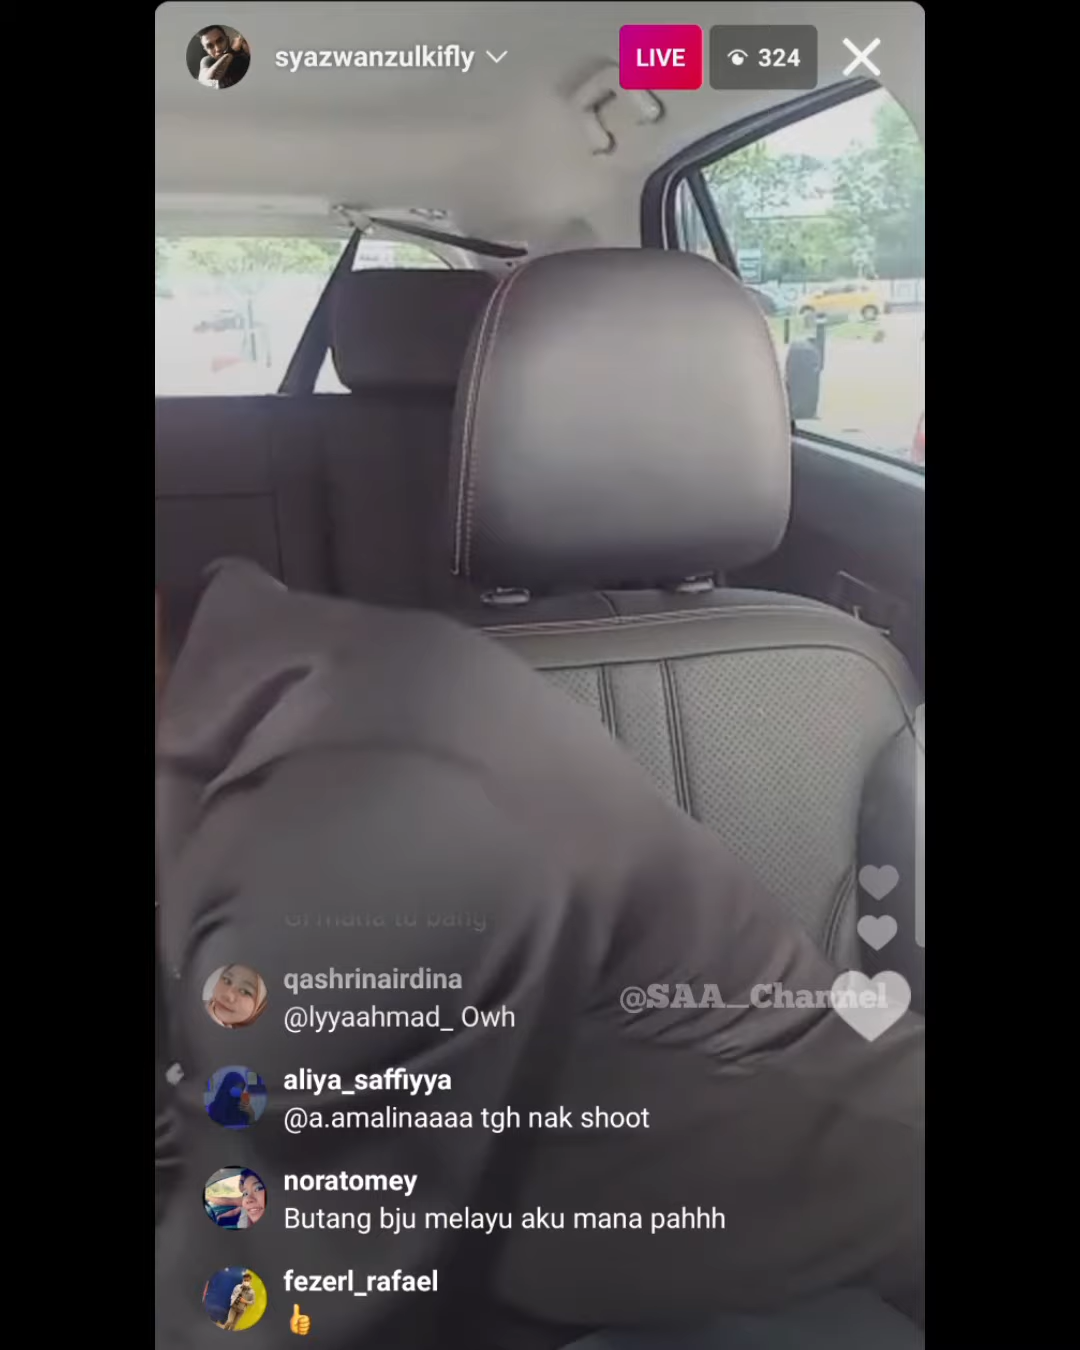 syazwanzulkifly
LIVE
324
qashrinairdina
@lyyaahmad_ Owh
@SAA_Channel
aliya_saffiyya
@a.amalinaaaa tgh nak shoot
noratomey
Butang bju melayu aku mana pahhh
fezerl_rafael